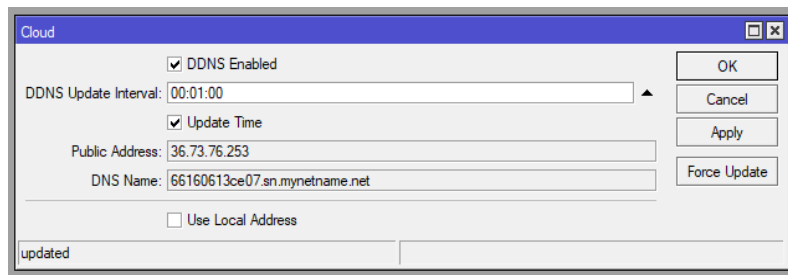 Cloud
DDNS Enabled
OK
DDNS Update Interval: 00:01:00
Cancel
Update Time
Apply
Public Address: 36.73.76.253
DNS Name: 66160613ce07.sn.mynetname.net
Force Update
Use Local Address
updated